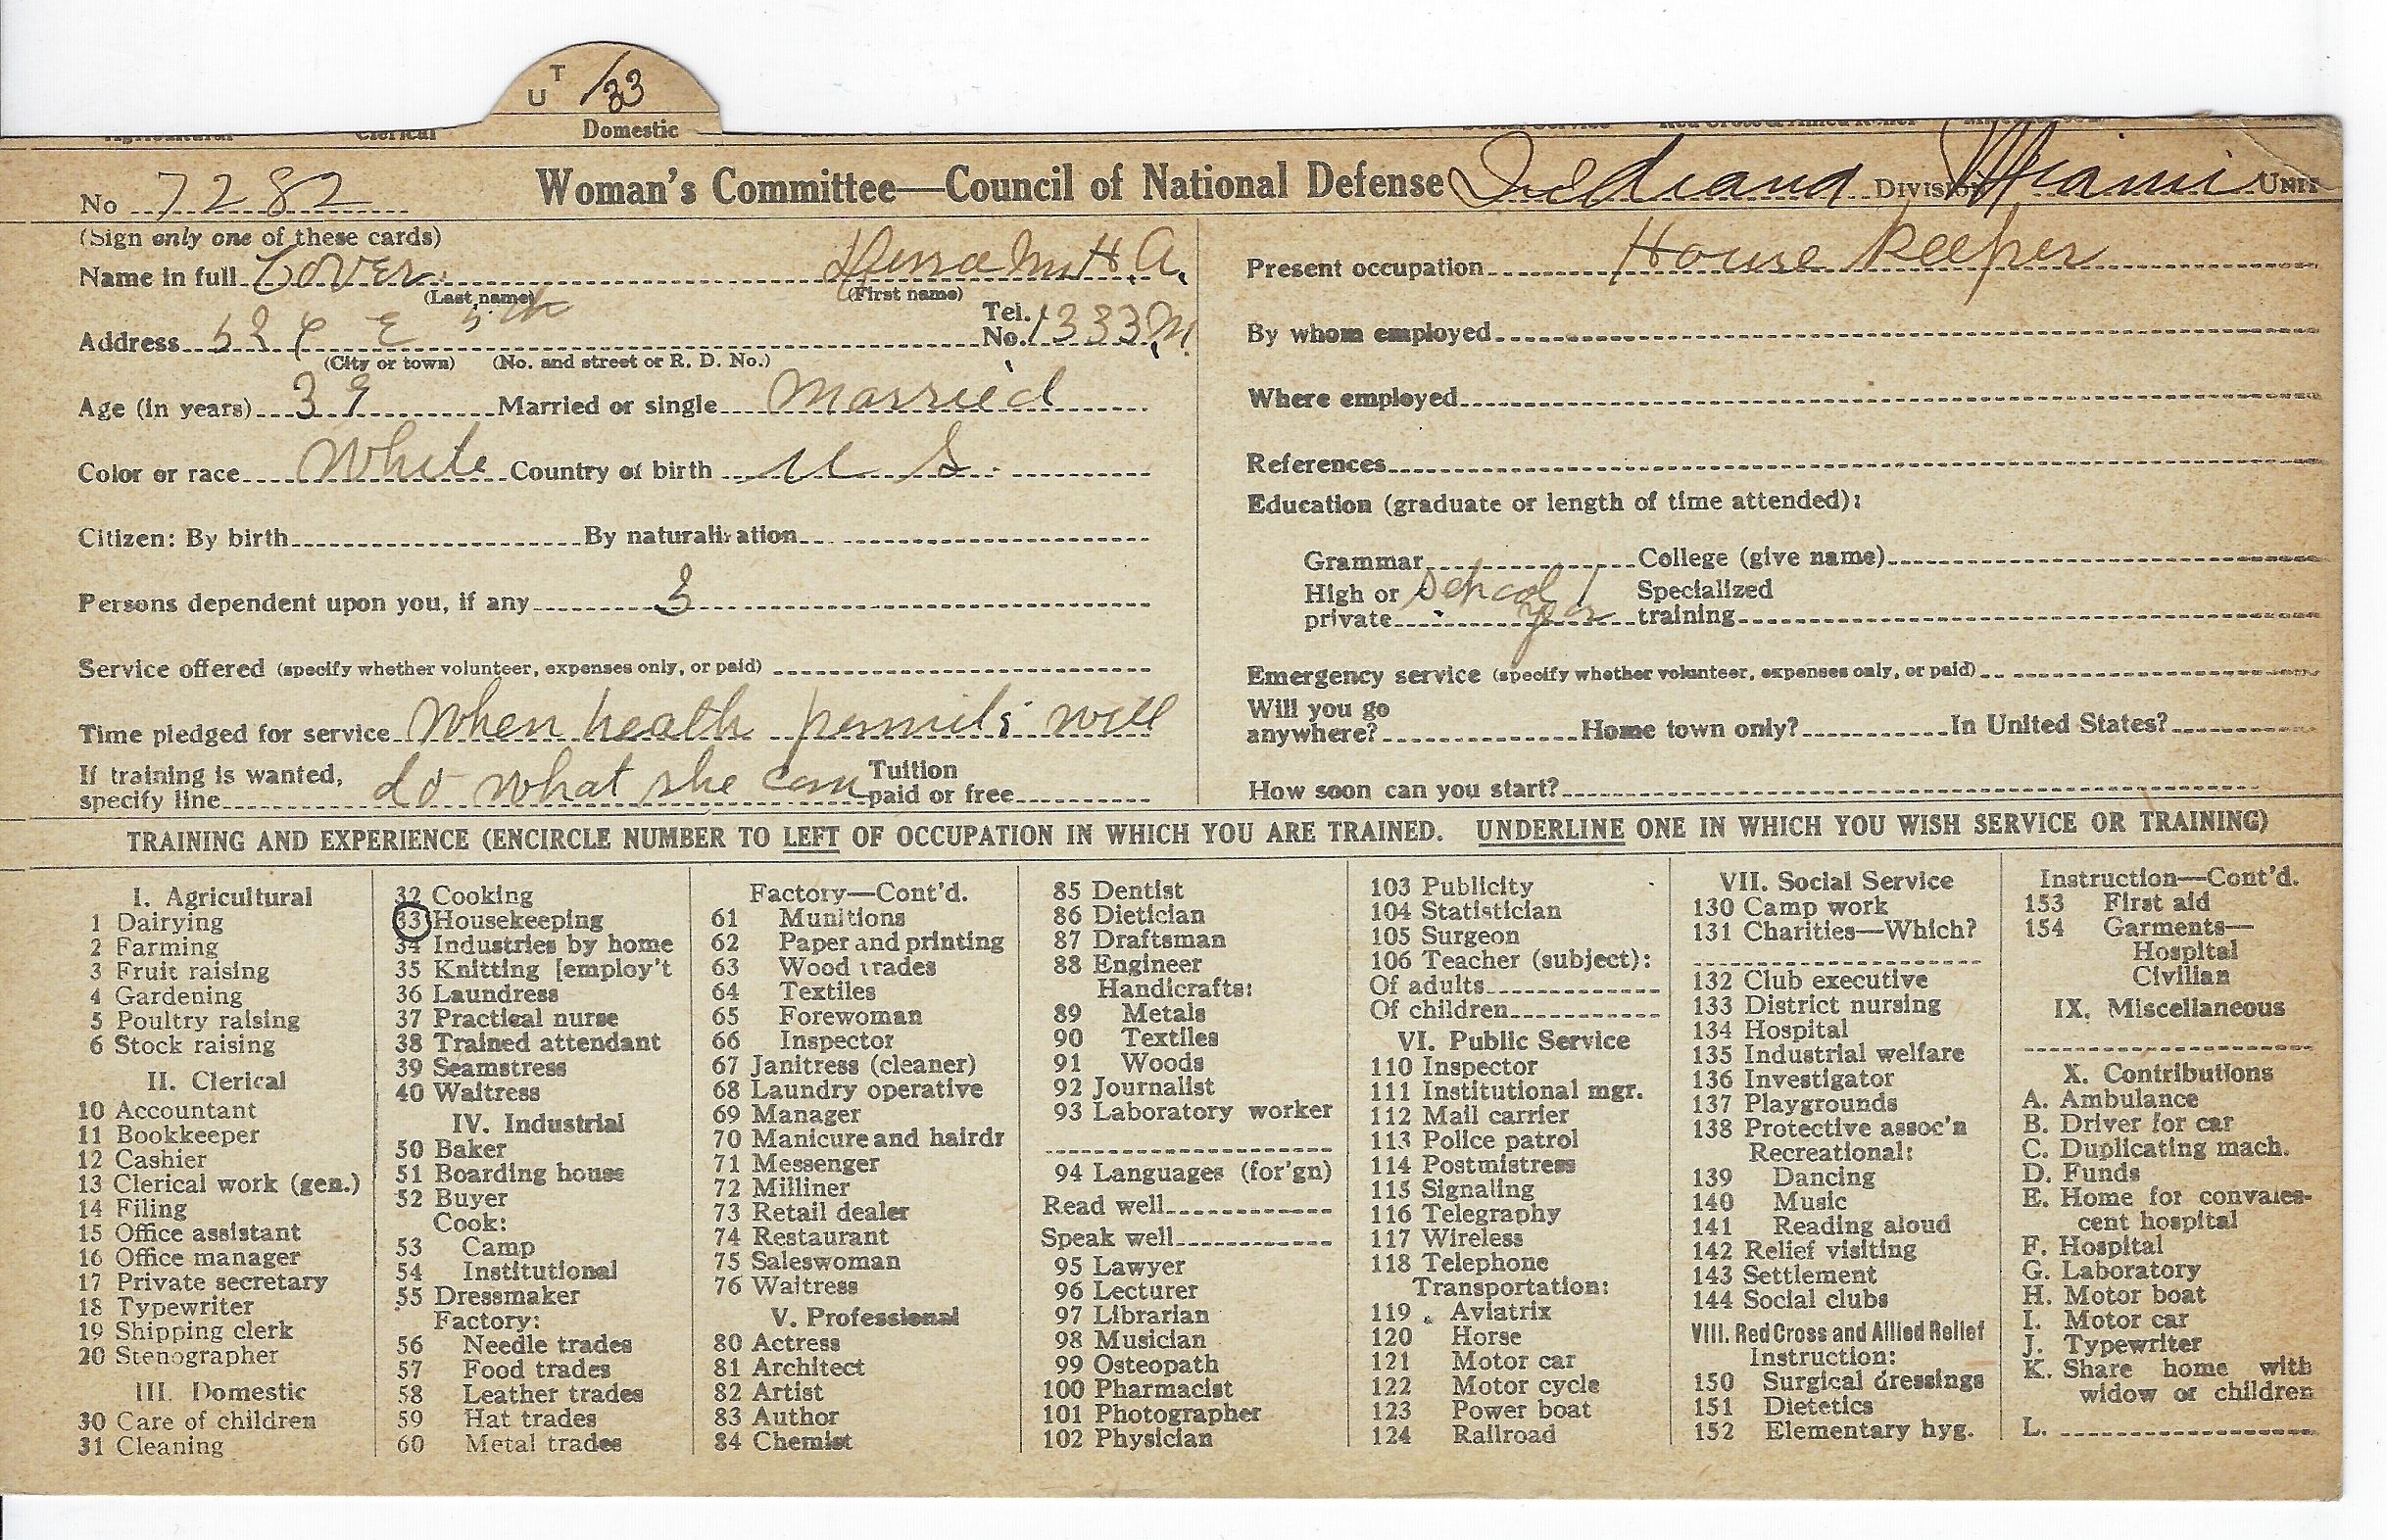 T
U /33
Domestic
No 7282 Woman's Committee—Council of National Defense Indiana Division Miami Unit
(Sign only one of these cards)
Name in full Cover Mr H. A.
(Last name) (First name)
Address E 5th Tel. No. 1333 M
(City or town) (No. and street or R. D. No.)
Age (in years) 39 Married or single Married
Color or race White Country of birth U S.
Citizen: By birth By naturalization
Persons dependent upon you, if any 3
Service offered (specify whether volunteer, expenses only, or paid)
Time pledged for service When health permits will
If training is wanted, specify line do what she can Tuition paid or free
Present occupation House Keeper
By whom employed
Where employed
References
Education (graduate or length of time attended):
Grammar College (give name)
High or private School 1 yr Specialized training
Emergency service (specify whether volunteer, expenses only, or paid)
Will you go anywhere? Home town only? In United States?
How soon can you start?
TRAINING AND EXPERIENCE (ENCIRCLE NUMBER TO LEFT OF OCCUPATION IN WHICH YOU ARE TRAINED. UNDERLINE ONE IN WHICH YOU WISH SERVICE OR TRAINING)
I. Agricultural
1 Dairying
2 Farming
3 Fruit raising
4 Gardening
5 Poultry raising
6 Stock raising
II. Clerical
10 Accountant
11 Bookkeeper
12 Cashier
13 Clerical work (gen.)
14 Filing
15 Office assistant
16 Office manager
17 Private secretary
18 Typewriter
19 Shipping clerk
20 Stenographer
III. Domestic
30 Care of children
31 Cleaning
32 Cooking
33 Housekeeping
34 Industries by home
35 Knitting [employ't
36 Laundress
37 Practical nurse
38 Trained attendant
39 Seamstress
40 Waitress
IV. Industrial
50 Baker
51 Boarding house
52 Buyer
Cook:
53 Camp
54 Institutional
55 Dressmaker
Factory:
56 Needle trades
57 Food trades
58 Leather trades
59 Hat trades
60 Metal trades
Factory—Cont'd.
61 Munitions
62 Paper and printing
63 Wood trades
64 Textiles
65 Forewoman
66 Inspector
67 Janitress (cleaner)
68 Laundry operative
69 Manager
70 Manicure and hairdr
71 Messenger
72 Milliner
73 Retail dealer
74 Restaurant
75 Saleswoman
76 Waitress
V. Professional
80 Actress
81 Architect
82 Artist
83 Author
84 Chemist
85 Dentist
86 Dietician
87 Draftsman
88 Engineer
Handicrafts:
89 Metals
90 Textiles
91 Woods
92 Journalist
93 Laboratory worker
94 Languages (for'gn)
Read well
Speak well
95 Lawyer
96 Lecturer
97 Librarian
98 Musician
99 Osteopath
100 Pharmacist
101 Photographer
102 Physician
103 Publicity
104 Statistician
105 Surgeon
106 Teacher (subject):
Of adults
Of children
VI. Public Service
110 Inspector
111 Institutional mgr.
112 Mail carrier
113 Police patrol
114 Postmistress
115 Signaling
116 Telegraphy
117 Wireless
118 Telephone
Transportation:
119 Aviatrix
120 Horse
121 Motor car
122 Motor cycle
123 Power boat
124 Railroad
VII. Social Service
130 Camp work
131 Charities—Which?
132 Club executive
133 District nursing
134 Hospital
135 Industrial welfare
136 Investigator
137 Playgrounds
138 Protective assoc'n
Recreational:
139 Dancing
140 Music
141 Reading aloud
142 Relief visiting
143 Settlement
144 Social clubs
VIII. Red Cross and Allied Relief
Instruction:
150 Surgical dressings
151 Dietetics
152 Elementary hyg.
Instruction—Cont'd.
153 First aid
154 Garments—
Hospital
Civilian
IX. Miscellaneous
X. Contributions
A. Ambulance
B. Driver for car
C. Duplicating mach.
D. Funds
E. Home for convales-
cent hospital
F. Hospital
G. Laboratory
H. Motor boat
I. Motor car
J. Typewriter
K. Share home with
widow or children
L.